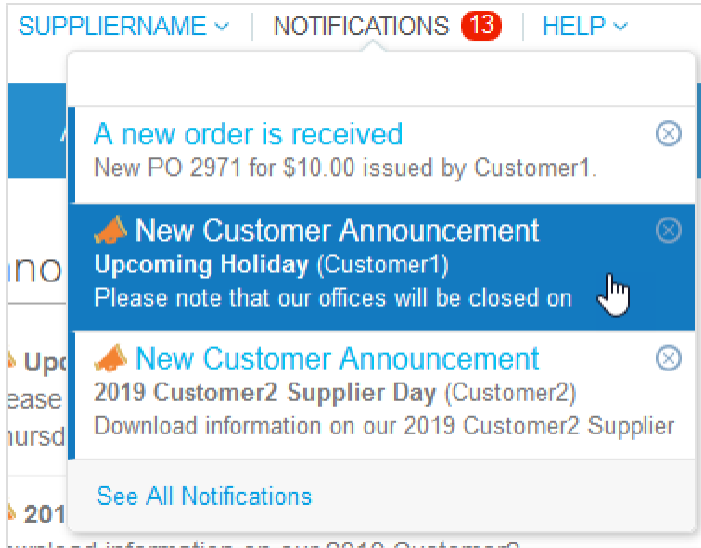 SUPPLIERNAME NOTIFICATIONS 13 HELP
A new order is received
New PO 2971 for $10.00 issued by Customer1.
New Customer Announcement
Upcoming Holiday (Customer1)
Please note that our offices will be closed on
New Customer Announcement
2019 Customer2 Supplier Day (Customer2)
Download information on our 2019 Customer2 Supplier
See All Notifications